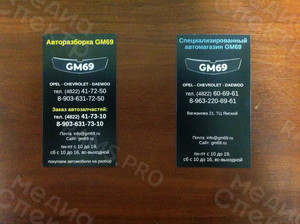 Авторазборка GM69
GM69
OPEL - CHEVROLET - DAEWOO
тел. (4822) 41-72-50
8-903-631-72-50
Заказ автозапчастей:
тел. (4822) 41-73-10
8-903-631-73-10
Почта: info@gm69.ru
Сайт: gm69.ru
пн-пт с 10 до 19,
сб с 10 до 16, вс-выходной
покупаем автомобили на разбор
Специализированный
автомагазин GM69
GM69
OPEL - CHEVROLET - DAEWOO
тел. (4822) 60-69-61
8-963-220-69-61
Вагжанова 21, ТЦ Яиской
Почта: info@gm69.ru
Сайт: gm69.ru
пн-пт с 10 до 19,
сб с 10 до 16, вс-выходной